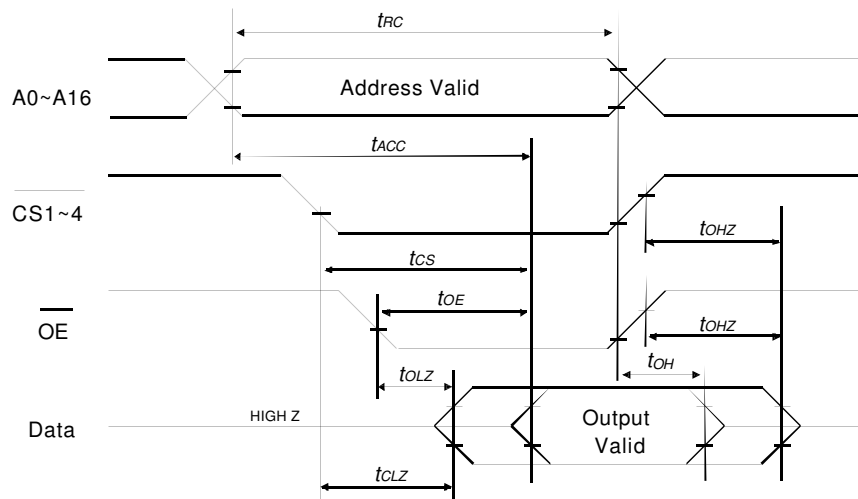 tRC
A0~A16
Address Valid
tACC
CS1~4
tOHZ
tCS
tOE
OE
tOHZ
tOH
tOLZ
HIGH Z
Data
Output
Valid
tCLZ